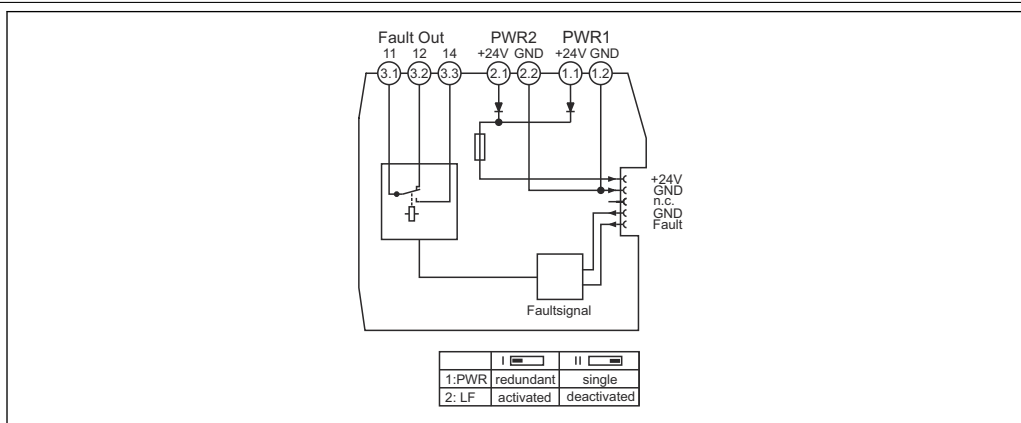 Fault Out PWR2 PWR1
11 12 14 +24V GND +24V GND
3.1 3.2 3.3 2.1 2.2 1.1 1.2
+24V
GND
n.c.
GND
Fault
Faultsignal
I II
1:PWR redundant single
2: LF activated deactivated